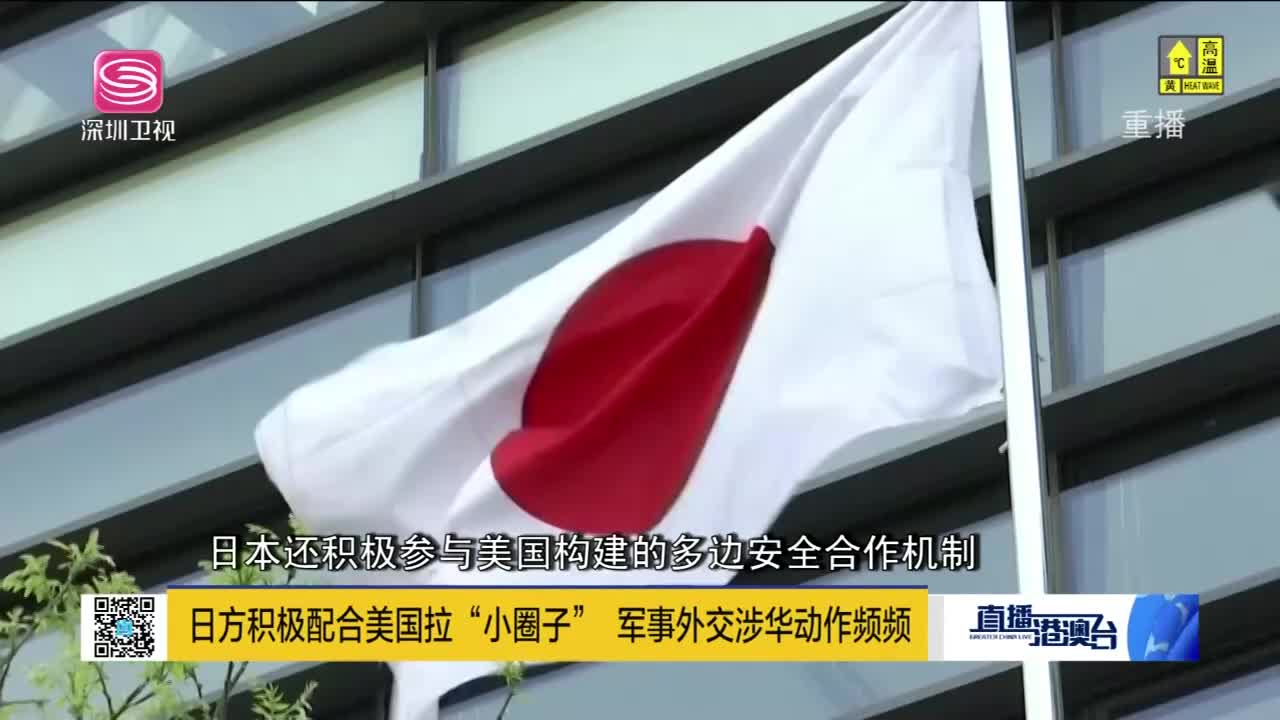 深圳卫视
℃
高温
黄
HEAT WAVE
重播
日本还积极参与美国构建的多边安全合作机制
日方积极配合美国拉“小圈子” 军事外交涉华动作频频
直播港澳台
GREATER CHINA LIVE